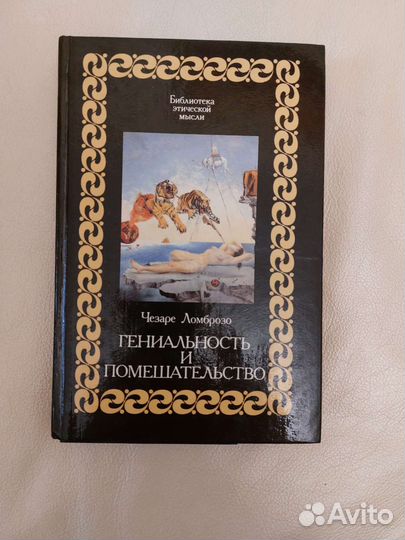 Библиотека
этической
мысли
Чезаре Ломброзо
ГЕНИАЛЬНОСТЬ
И
ПОМЕШАТЕЛЬСТВО
Avito